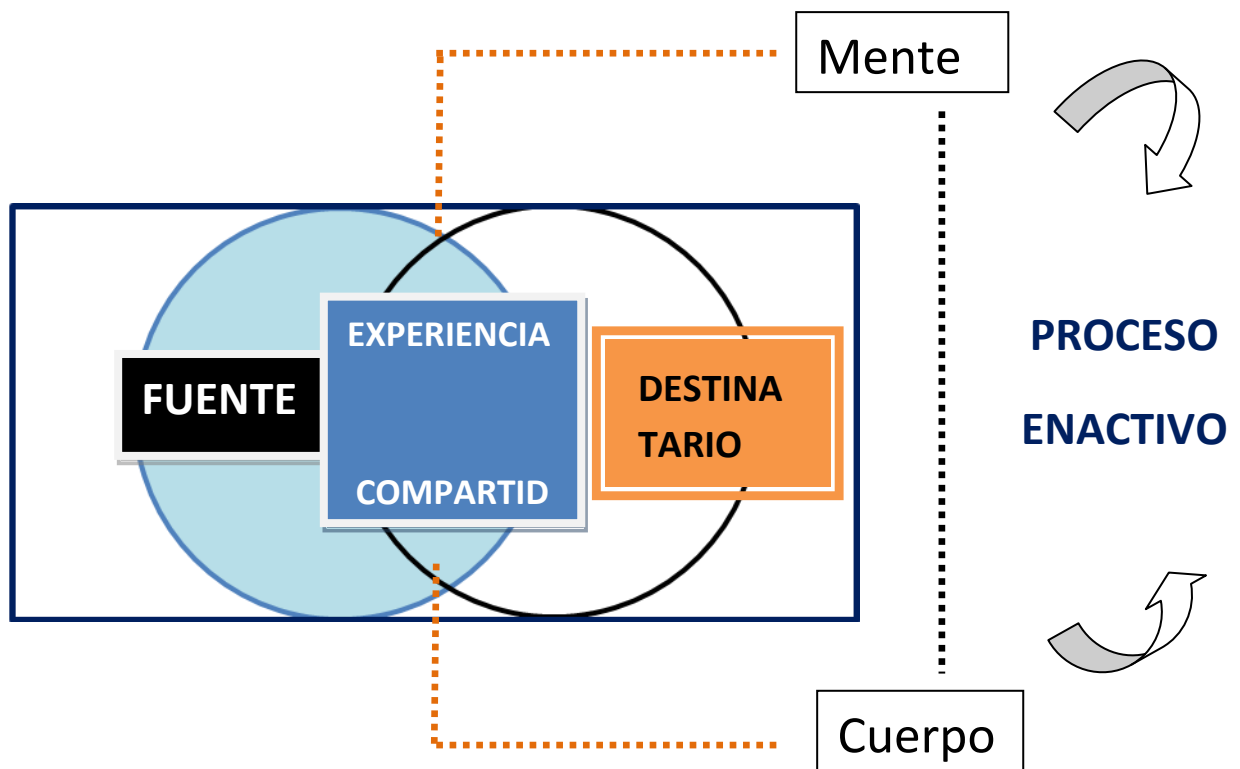 Mente
EXPERIENCIA
FUENTE
COMPARTID
DESTINA
TARIO
PROCESO
ENACTIVO
Cuerpo